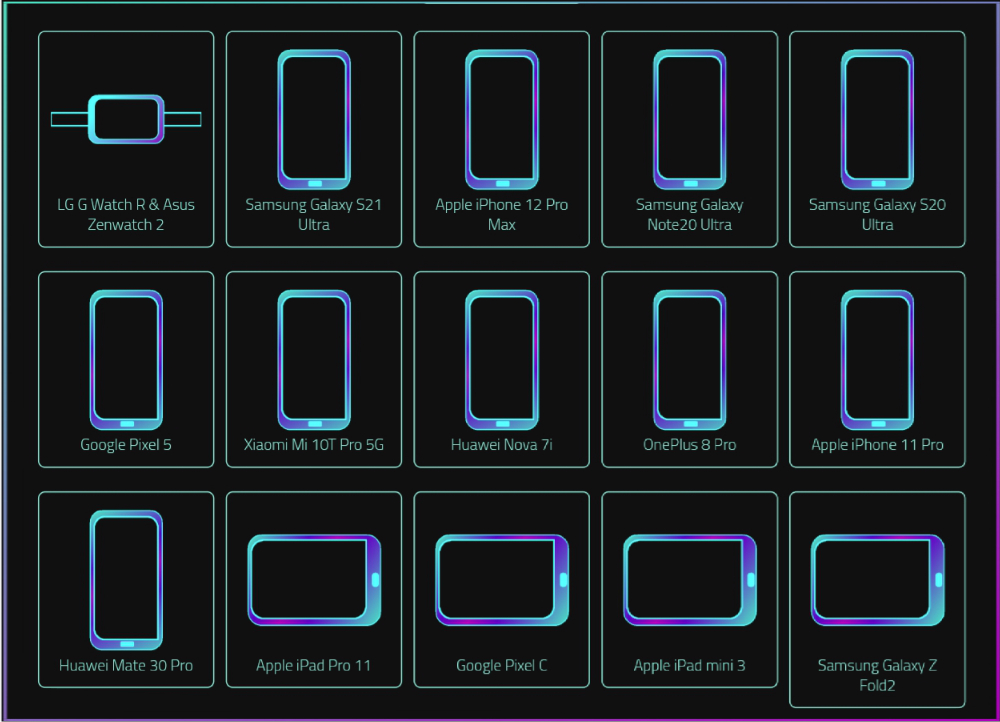 LG G Watch R & Asus
Zenwatch 2
Samsung Galaxy S21
Ultra
Apple iPhone 12 Pro
Max
Samsung Galaxy
Note20 Ultra
Samsung Galaxy S20
Ultra
Google Pixel 5
Xiaomi Mi 10T Pro 5G
Huawei Nova 7i
OnePlus 8 Pro
Apple iPhone 11 Pro
Huawei Mate 30 Pro
Apple iPad Pro 11
Google Pixel C
Apple iPad mini 3
Samsung Galaxy Z
Fold2